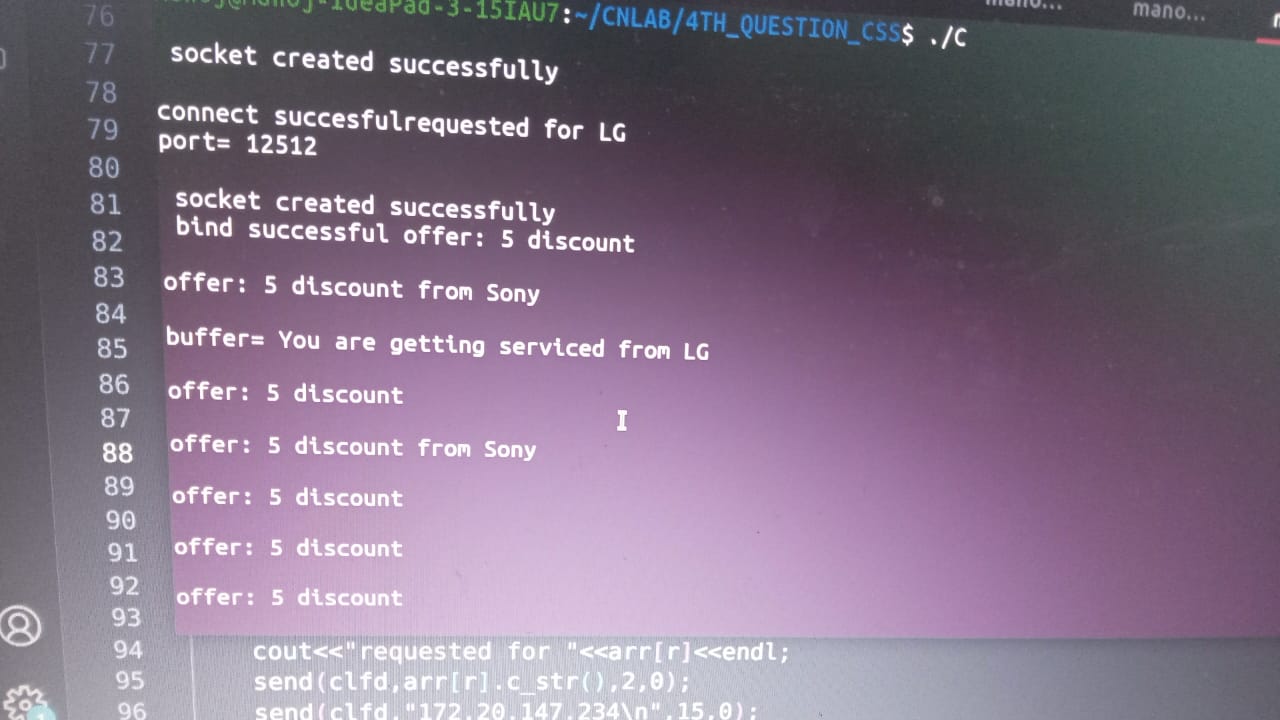 mano...
mano...
76
IdeaPad-3-15IAU7:~/CNLAB/4TH_QUESTION_CSS$ ./C
77
socket created successfully
78
connect succesfulrequested for LG
79
port= 12512
80
81
socket created successfully
82
bind successful offer: 5 discount
83
offer: 5 discount from Sony
84
85
buffer= You are getting serviced from LG
86
offer: 5 discount
87
88
offer: 5 discount from Sony
89
offer: 5 discount
90
91
offer: 5 discount
92
offer: 5 discount
93
94 cout<<"requested for "<<arr[r]<<endl;
95 send(clfd,arr[r].c_str(),2,0);
96 send(clfd,"172.20.147.234\n",15,0);
1